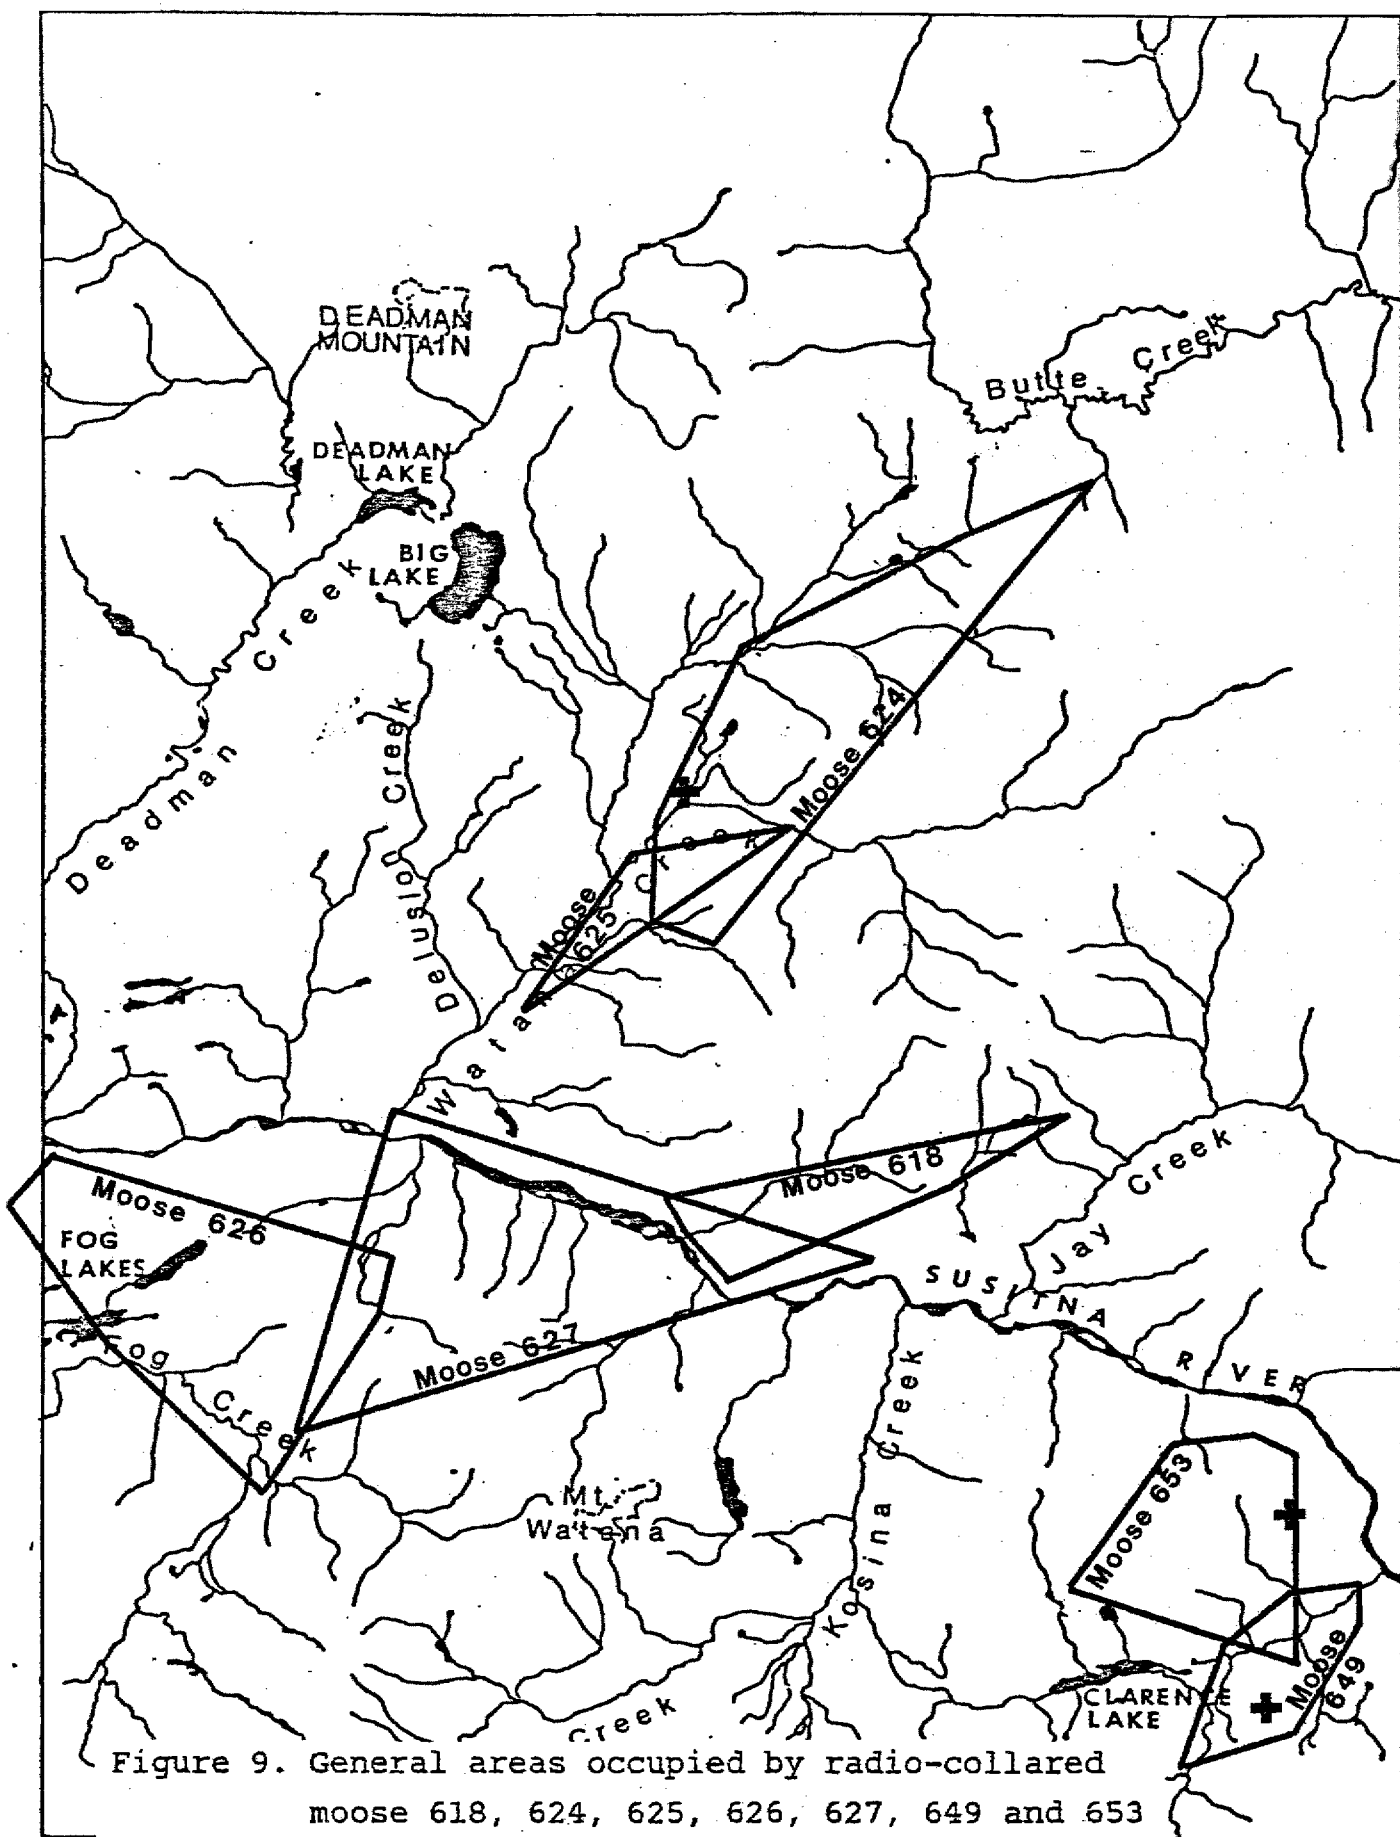 DEADMAN
MOUNTAIN
Butte Creek
DEADMAN
LAKE
BIG
LAKE
Deadman Creek
Delusion Creek
Moose 624
Moose
625
Watana Creek
Moose 618
Jay Creek
Moose 626
FOG
LAKES
SUSITNA
R VER
Fog Creek
Moose 627
Kosina Creek
Mt
Watana
Moose 653
Moose
649
CLARENCE
LAKE
Creek
Figure 9. General areas occupied by radio-collared
moose 618, 624, 625, 626, 627, 649 and 653